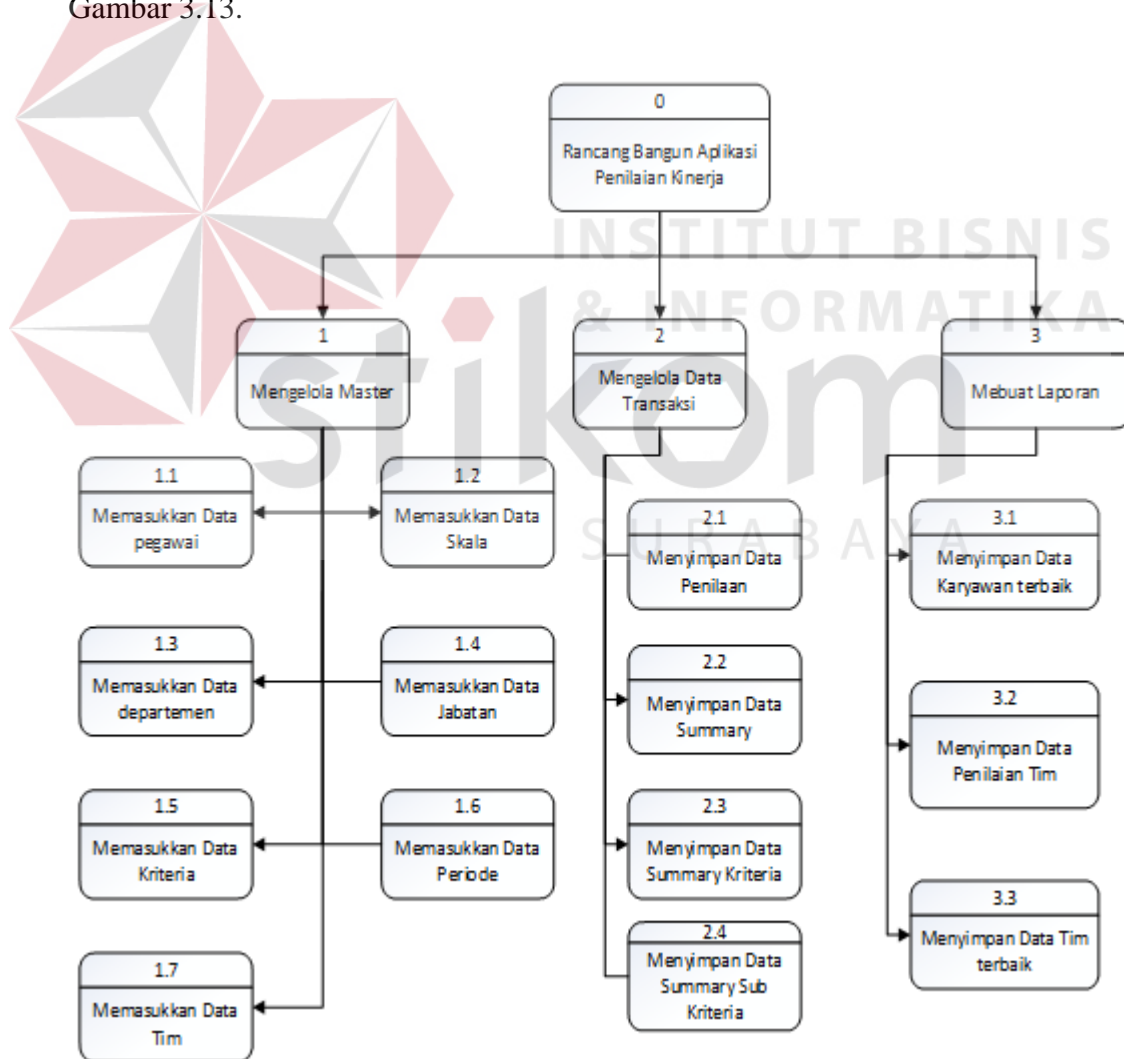 Gambar 3.13.
0
Rancang Bangun Aplikasi
Penilaian Kinerja
INSTITUT BISNIS
& INFORMATIKA
stikom
SURABAYA
1
Mengelola Master
2
Mengelola Data
Transaksi
3
Mebuat Laporan
1.1
Memasukkan Data
pegawai
1.2
Memasukkan Data
Skala
1.3
Memasukkan Data
departemen
1.4
Memasukkan Data
Jabatan
1.5
Memasukkan Data
Kriteria
1.6
Memasukkan Data
Periode
1.7
Memasukkan Data
Tim
2.1
Menyimpan Data
Penilaan
2.2
Menyimpan Data
Summary
2.3
Menyimpan Data
Summary Kriteria
2.4
Menyimpan Data
Summary Sub
Kriteria
3.1
Menyimpan Data
Karyawan terbaik
3.2
Menyimpan Data
Penilaian Tim
3.3
Menyimpan Data Tim
terbaik